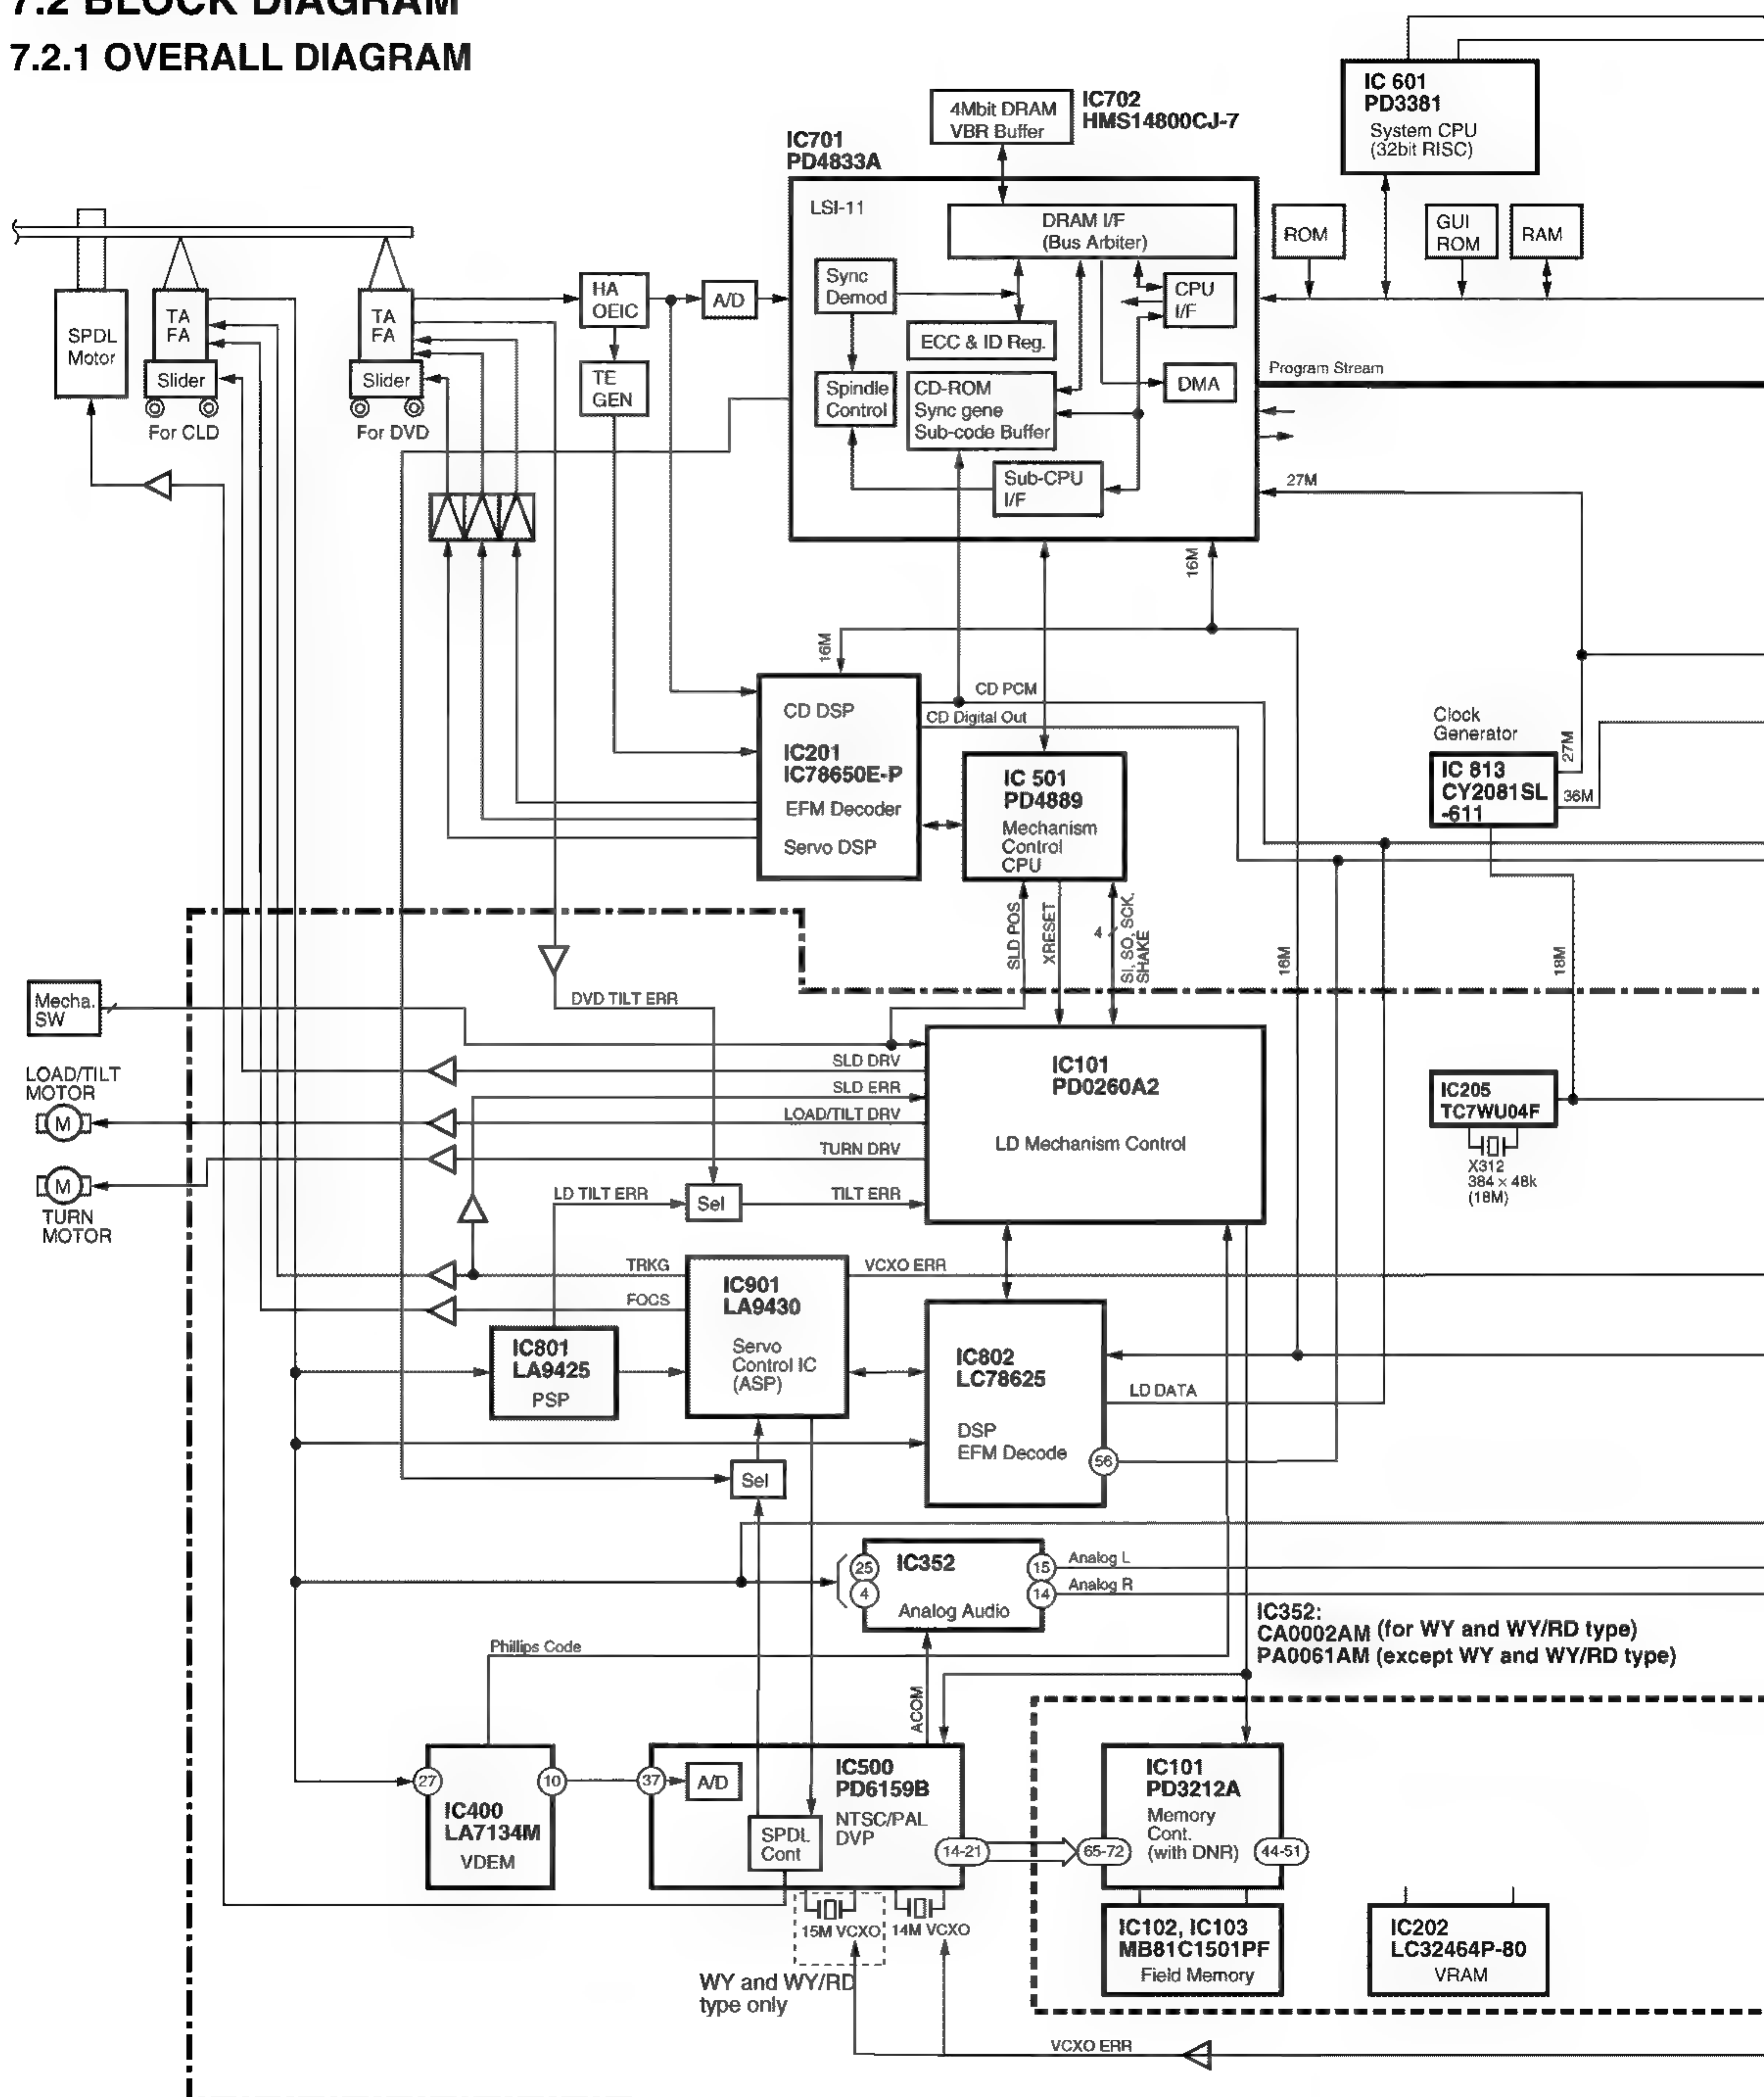 7.2 BLOCK DIAGRAM
7.2.1 OVERALL DIAGRAM
IC 601
PD3381
System CPU
(32bit RISC)
4Mbit DRAM
VBR Buffer
IC702
HMS14800CJ-7
IC701
PD4833A
LSI-11
DRAM I/F
(Bus Arbiter)
ROM
GUI
ROM
RAM
Sync
Demod
CPU
I/F
ECC & ID Reg.
Spindle
Control
CD-ROM
Sync gene
Sub-code Buffer
DMA
Sub-CPU
I/F
Program Stream
27M
16M
SPDL
Motor
TA
FA
Slider
For CLD
TA
FA
Slider
For DVD
HA
OEIC
A/D
TE
GEN
16M
CD DSP
IC201
IC78650E-P
EFM Decoder
Servo DSP
CD PCM
CD Digital Out
IC 501
PD4889
Mechanism
Control
CPU
Clock
Generator
IC 813
CY2081SL
-611
27M
36M
SLD POS
XRESET
4
SI, SO, SCK.
SHAKE
16M
18M
Mecha.
SW
DVD TILT ERR
LOAD/TILT
MOTOR
M
M
TURN
MOTOR
SLD DRV
SLD ERR
LOAD/TILT DRV
TURN DRV
LD TILT ERR
Sel
TILT ERR
IC101
PD0260A2
LD Mechanism Control
IC205
TC7WU04F
X312
384 × 48k
(18M)
TRKG
FOCS
VCXO ERR
IC901
LA9430
Servo
Control IC
(ASP)
IC801
LA9425
PSP
IC802
LC78625
DSP
EFM Decode
56
LD DATA
Sel
25
4
IC352
Analog Audio
15
14
Analog L
Analog R
IC352:
CA0002AM (for WY and WY/RD type)
PA0061AM (except WY and WY/RD type)
Phillips Code
ACOM
27
10
IC400
LA7134M
VDEM
37
A/D
IC500
PD6159B
NTSC/PAL
DVP
SPDL
Cont
14-21
65-72
IC101
PD3212A
Memory
Cont.
(with DNR)
44-51
15M VCXO
14M VCXO
WY and WY/RD
type only
IC102, IC103
MB81C1501PF
Field Memory
IC202
LC32464P-80
VRAM
VCXO ERR